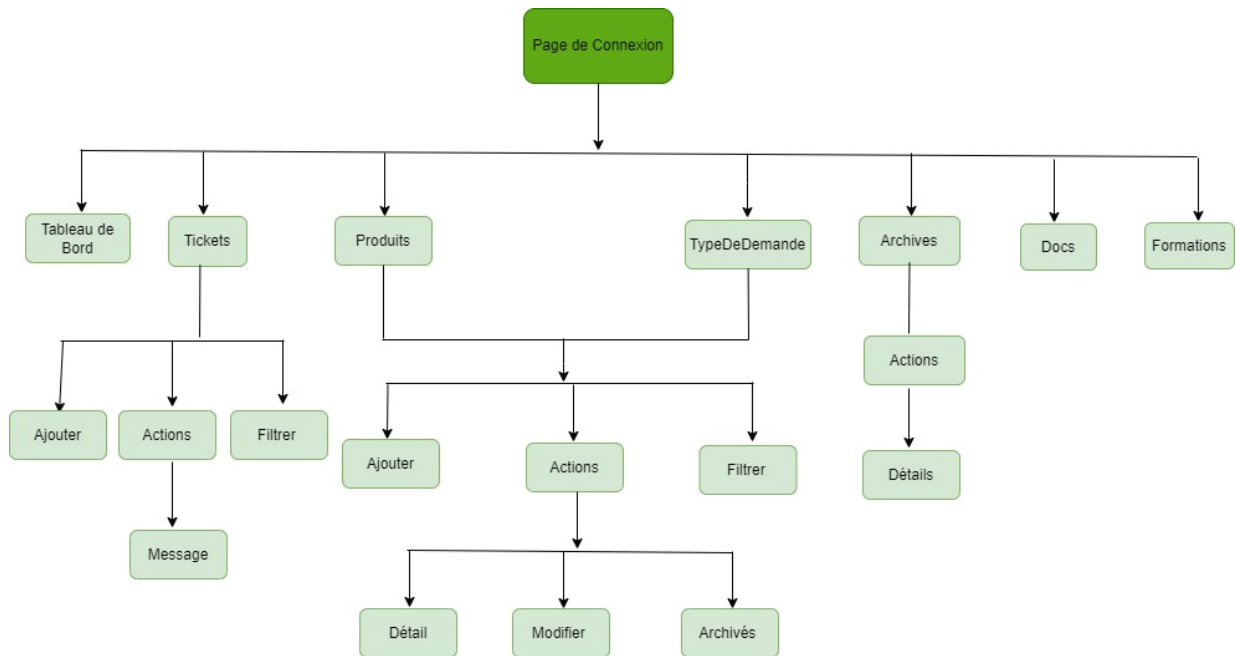 Page de Connexion
Tableau de
Bord
Tickets
Produits
TypeDeDemande
Archives
Docs
Formations
Actions
Ajouter
Actions
Filtrer
Ajouter
Actions
Filtrer
Détails
Message
Détail
Modifier
Archivés